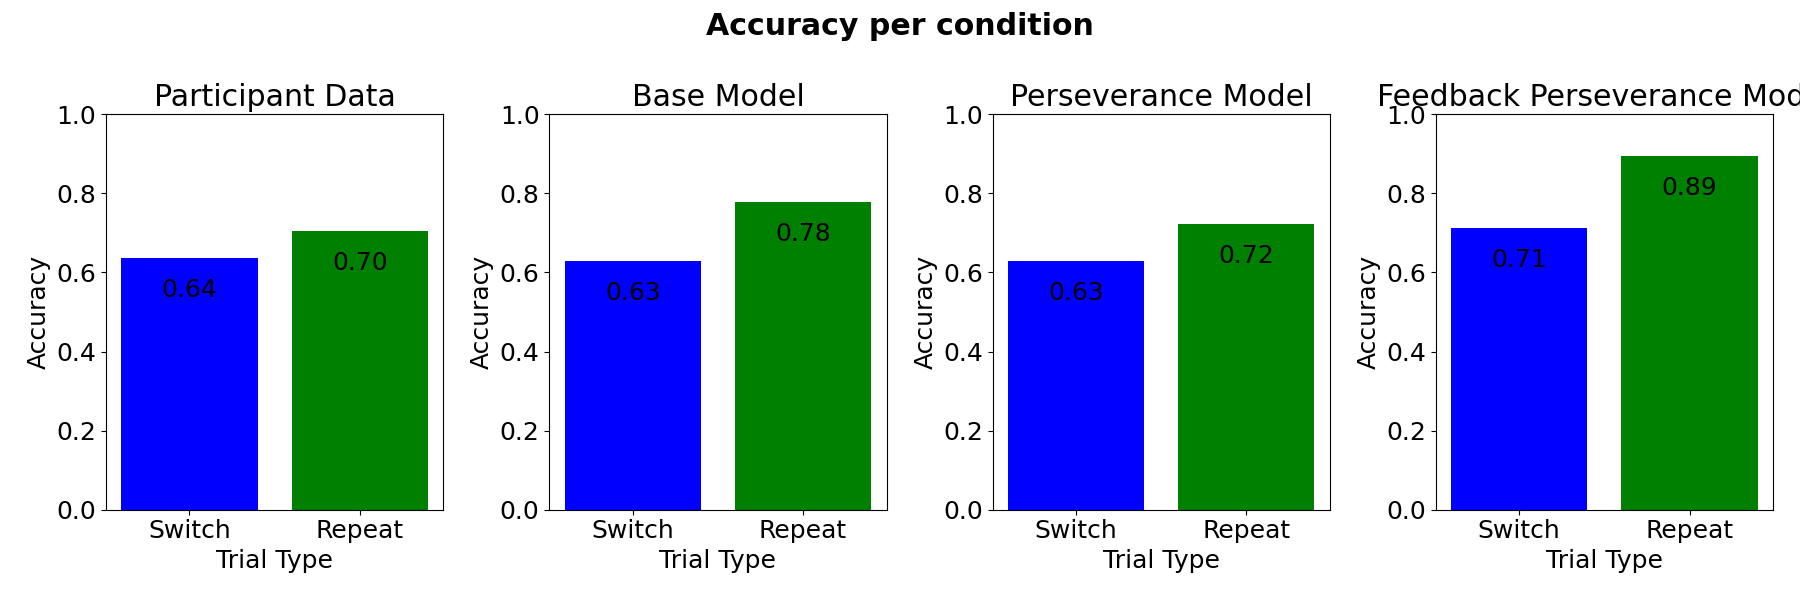 Accuracy per condition
Participant Data
1.0
0.8
0.6
0.4
0.2
0.0
Accuracy
0.64
0.70
Switch Repeat
Trial Type
Base Model
1.0
0.8
0.6
0.4
0.2
0.0
Accuracy
0.63
0.78
Switch Repeat
Trial Type
Perseverance Model
1.0
0.8
0.6
0.4
0.2
0.0
Accuracy
0.63
0.72
Switch Repeat
Trial Type
Feedback Perseverance Mod
1.0
0.8
0.6
0.4
0.2
0.0
Accuracy
0.71
0.89
Switch Repeat
Trial Type